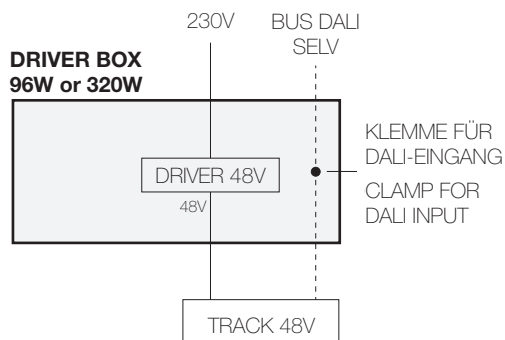 230V
BUS DALI
SELV
DRIVER BOX
96W or 320W
KLEMME FÜR
DALI-EINGANG
CLAMP FOR
DALI INPUT
DRIVER 48V
48V
TRACK 48V